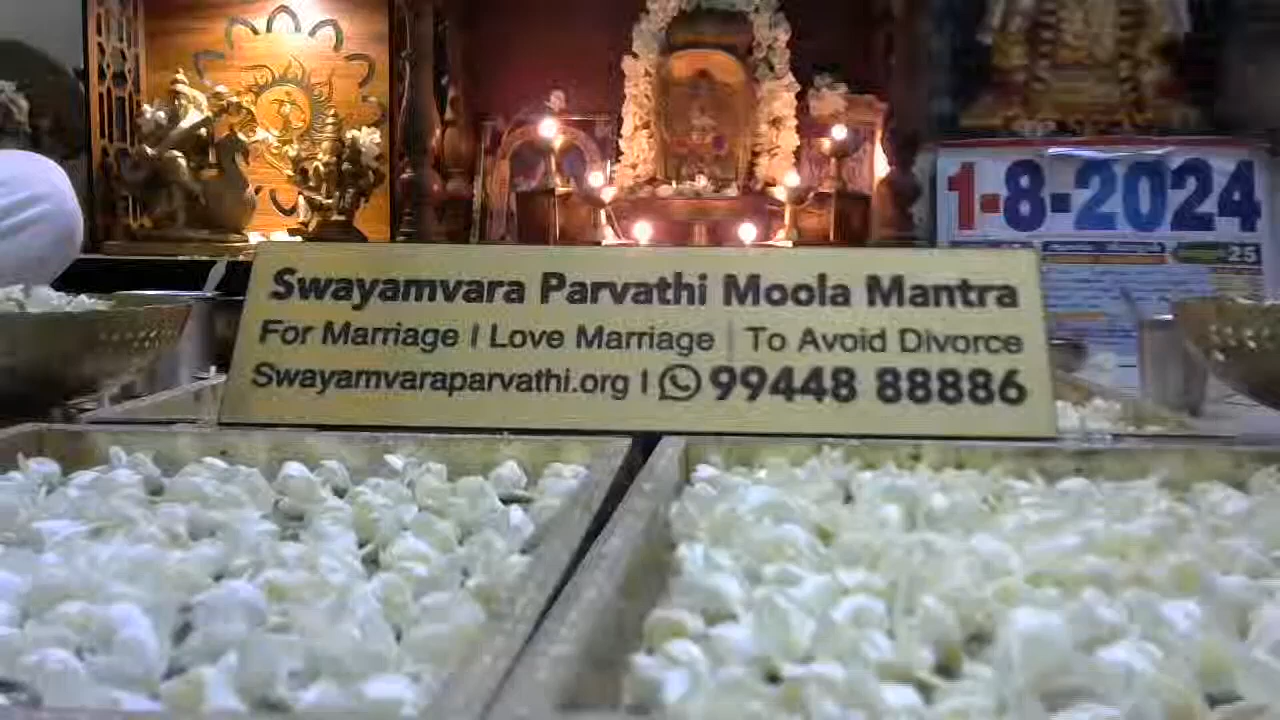 1-8-2024
25
Swayamvara Parvathi Moola Mantra
For Marriage | Love Marriage | To Avoid Divorce
Swayamvaraparvathi.org | 99448 88886